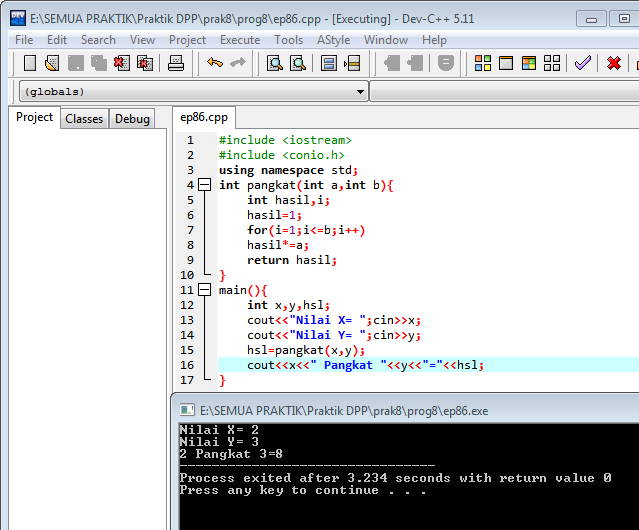 E:\SEMUA PRAKTIK\Praktik DPP\prak8\prog8\ep86.cpp - [Executing] - Dev-C++ 5.11
File Edit Search View Project Execute Tools AStyle Window Help
(globals)
Project Classes Debug ep86.cpp
1 #include <iostream>
2 #include <conio.h>
3 using namespace std;
4 int pangkat(int a,int b){
5 int hasil,i;
6 hasil=1;
7 for(i=1;i<=b;i++)
8 hasil*=a;
9 return hasil;
10 }
11 main(){
12 int x,y,hsl;
13 cout<<"Nilai X= ";cin>>x;
14 cout<<"Nilai Y= ";cin>>y;
15 hsl=pangkat(x,y);
16 cout<<x<<" Pangkat "<<y<<"="<<hsl;
17 }
E:\SEMUA PRAKTIK\Praktik DPP\prak8\prog8\ep86.exe
Nilai X= 2
Nilai Y= 3
2 Pangkat 3=8
--------------------------------
Process exited after 3.234 seconds with return value 0
Press any key to continue . . .